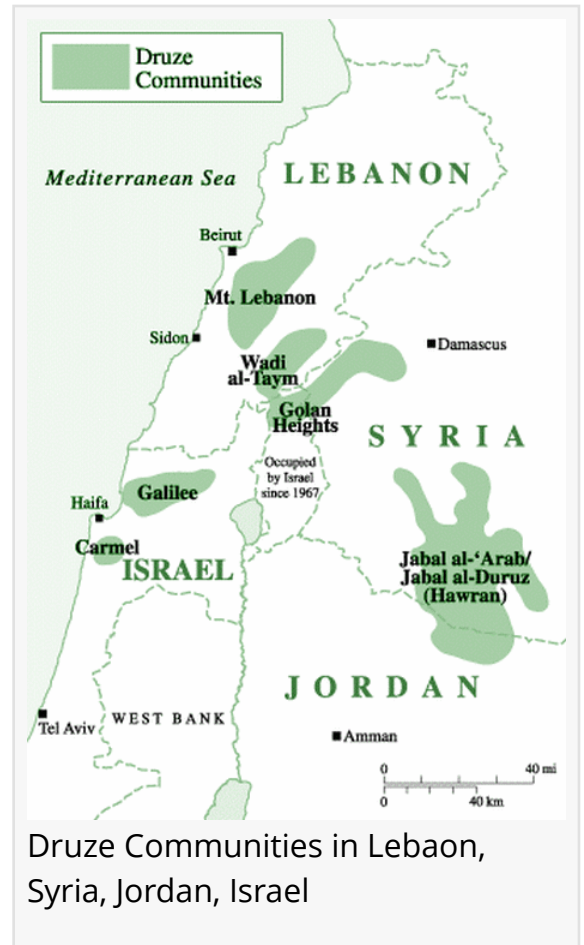 Druze
Communities
Mediterranean Sea
LEBANON
Beirut
Mt. Lebanon
Sidon
Damascus
Wadi
al-Taym
Golan
Heights
SYRIA
Occupied
by Israel
since 1967
Galilee
Haifa
Carmel
ISRAEL
Jabal al-‘Arab/
Jabal al-Duruz
(Hawran)
JORDAN
WEST BANK
Tel Aviv
Amman
0 40 mi
0 40 km
Druze Communities in Lebaon,
Syria, Jordan, Israel